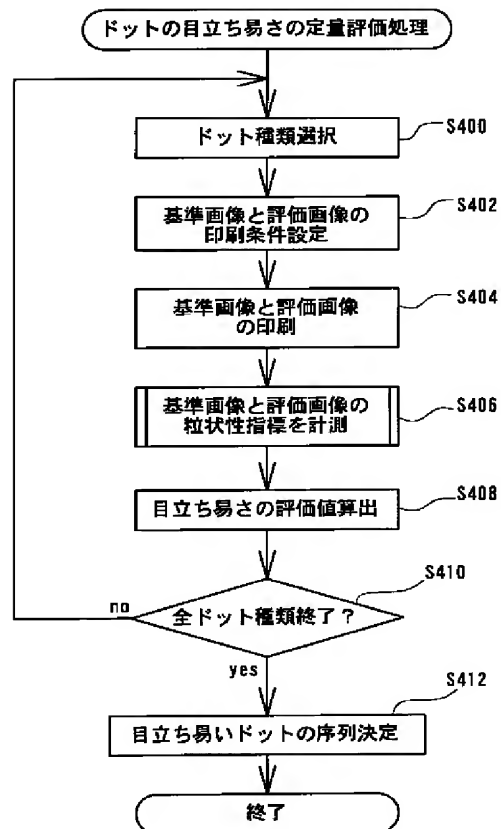 ドットの目立ち易さの定量評価処理
ドット種類選択
S400
基準画像と評価画像の
印刷条件設定
S402
基準画像と評価画像
の印刷
S404
基準画像と評価画像の
粒状性指標を計測
S406
目立ち易さの評価値算出
S408
全ドット種類終了？
S410
no
yes
目立ち易いドットの序列決定
S412
終了